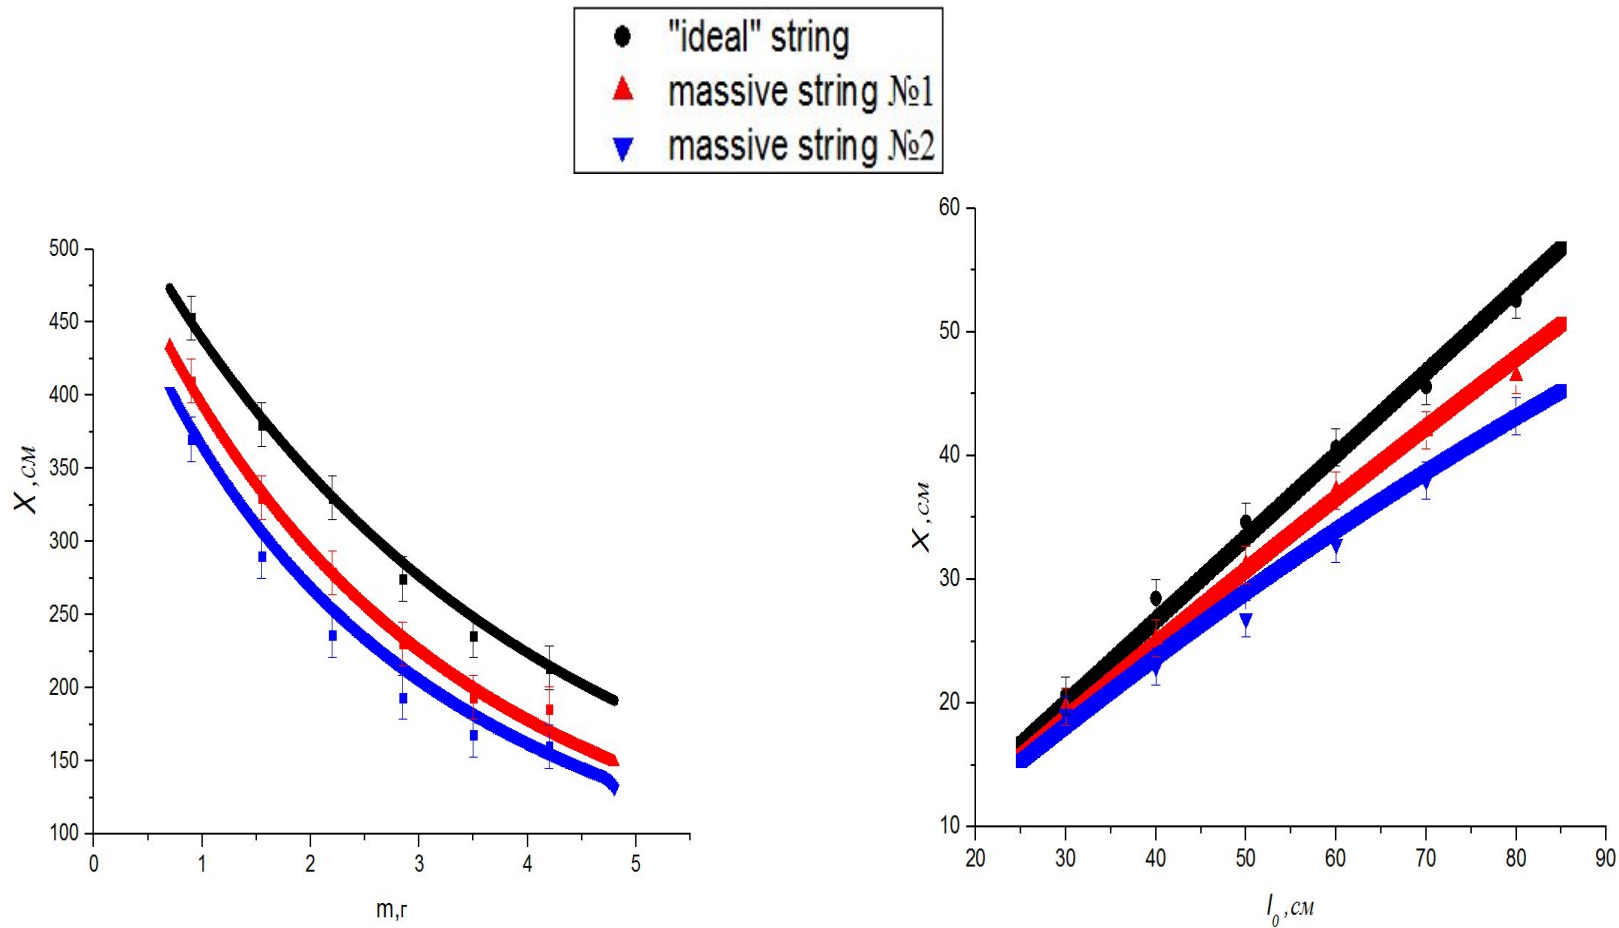 "ideal" string
massive string №1
massive string №2
500
450
400
350
300
250
200
150
100
X, см
0 1 2 3 4 5
m,г
60
50
40
30
20
10
X, см
20 30 40 50 60 70 80 90
l₀, см